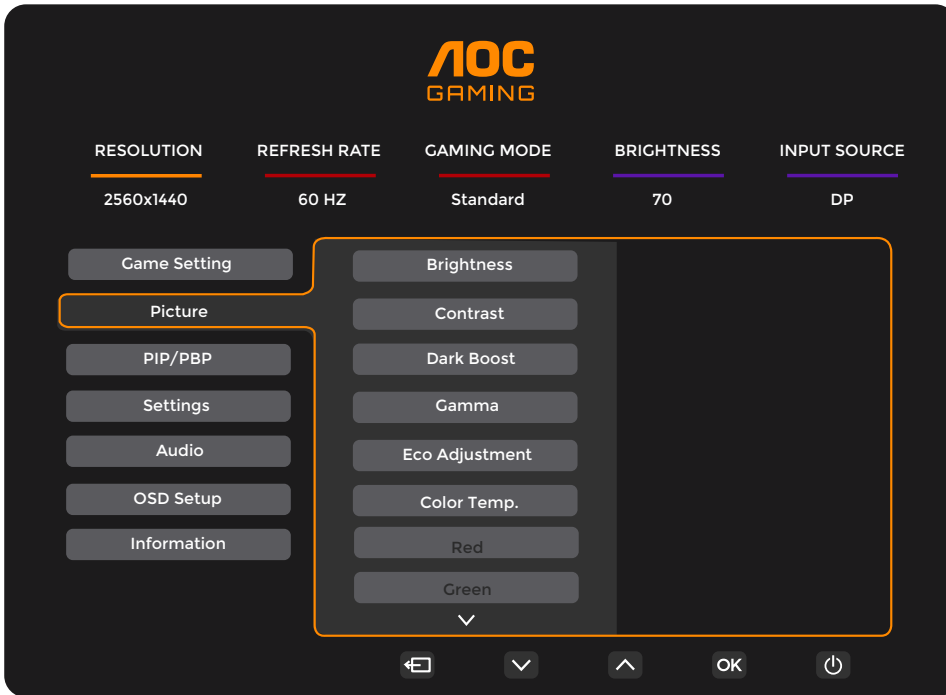 AOC
GAMING
RESOLUTION REFRESH RATE GAMING MODE BRIGHTNESS INPUT SOURCE
2560x1440 60 HZ Standard 70 DP
Game Setting
Picture
PIP/PBP
Settings
Audio
OSD Setup
Information
Brightness
Contrast
Dark Boost
Gamma
Eco Adjustment
Color Temp.
Red
Green
OK